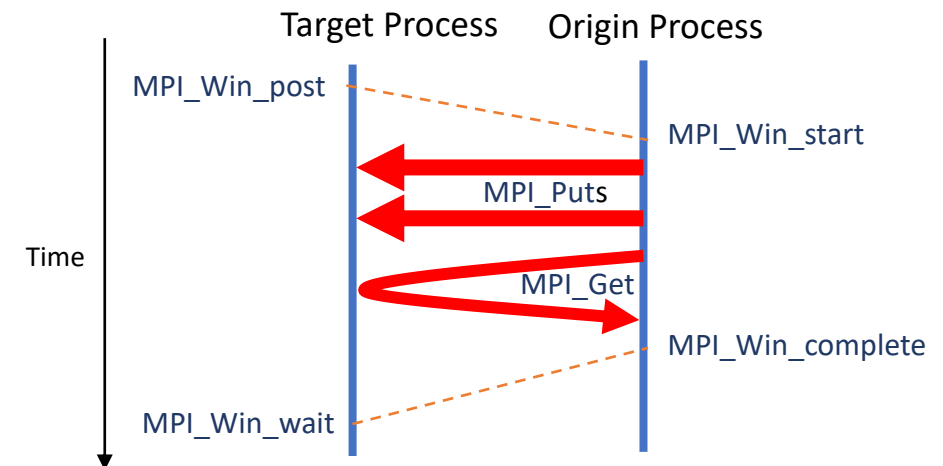 Target Process
Origin Process
MPI_Win_post
MPI_Win_start
MPI_Puts
Time
MPI_Get
MPI_Win_complete
MPI_Win_wait